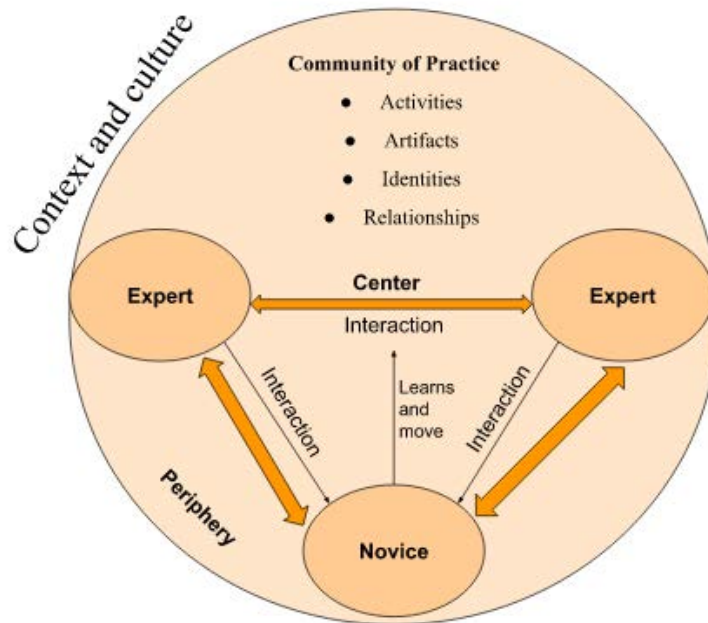 Context and culture
Community of Practice
● Activities
● Artifacts
● Identities
● Relationships
Expert
Center
Expert
Interaction
Interaction
Learns
and
move
Interaction
Periphery
Novice